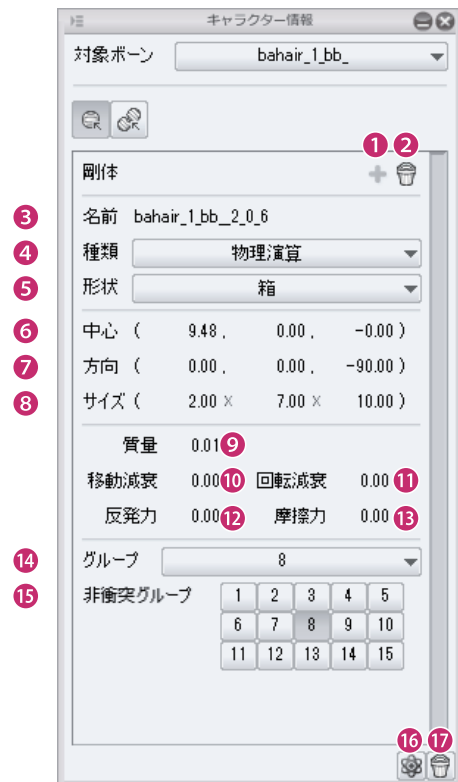 キャラクター情報
対象ボーン bahair_1_bb_
1 2
剛体
3 名前 bahair_1_bb__2_0_6
4 種類 物理演算
5 形状 箱
6 中心 ( 9.48 , 0.00 , -0.00 )
7 方向 ( 0.00 , 0.00 , -90.00 )
8 サイズ ( 2.00 × 7.00 × 10.00 )
質量 0.01 9
移動減衰 0.00 10 回転減衰 0.00 11
反発力 0.00 12 摩擦力 0.00 13
14 グループ 8
15 非衝突グループ 1 2 3 4 5
6 7 8 9 10
11 12 13 14 15
16 17